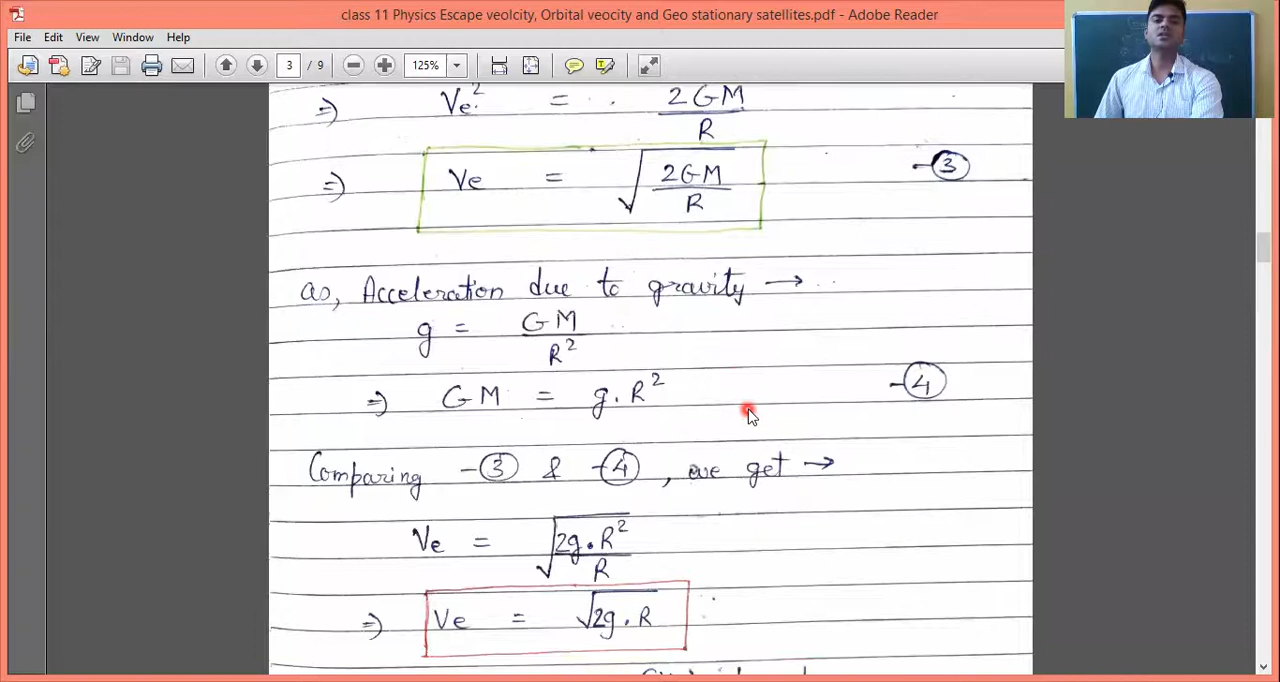 class 11 Physics Escape veolcity, Orbital veocity and Geo stationary satellites.pdf - Adobe Reader
File Edit View Window Help
3 / 9 125%
=) Ve² = 2GM/R
=) Ve = √(2GM/R) -③
as, Acceleration due to gravity →
g = GM/R²
=) GM = g.R² -④
Comparing -③ & -④, we get →
Ve = √(2g.R²/R)
=) Ve = √2g.R